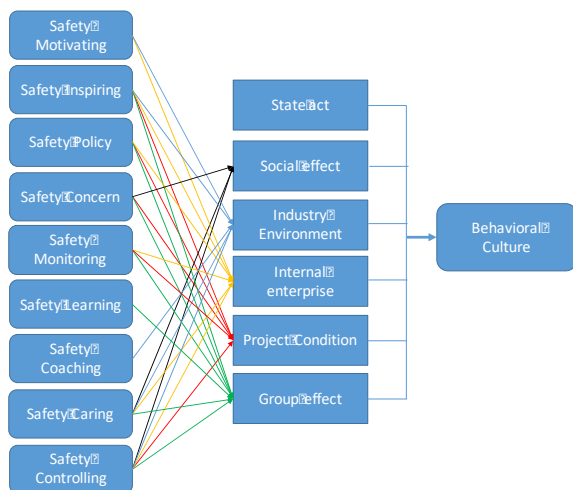 Safety⍰
Motivating
Safety⍰Inspiring
Safety⍰Policy
Safety⍰Concern
Safety⍰
Monitoring
Safety⍰Learning
Safety⍰
Coaching
Safety⍰Caring
Safety⍰
Controlling
State⍰act
Social⍰effect
Industry⍰
Environment
Internal⍰
enterprise
Project⍰Condition
Group⍰effect
Behavioral⍰
Culture